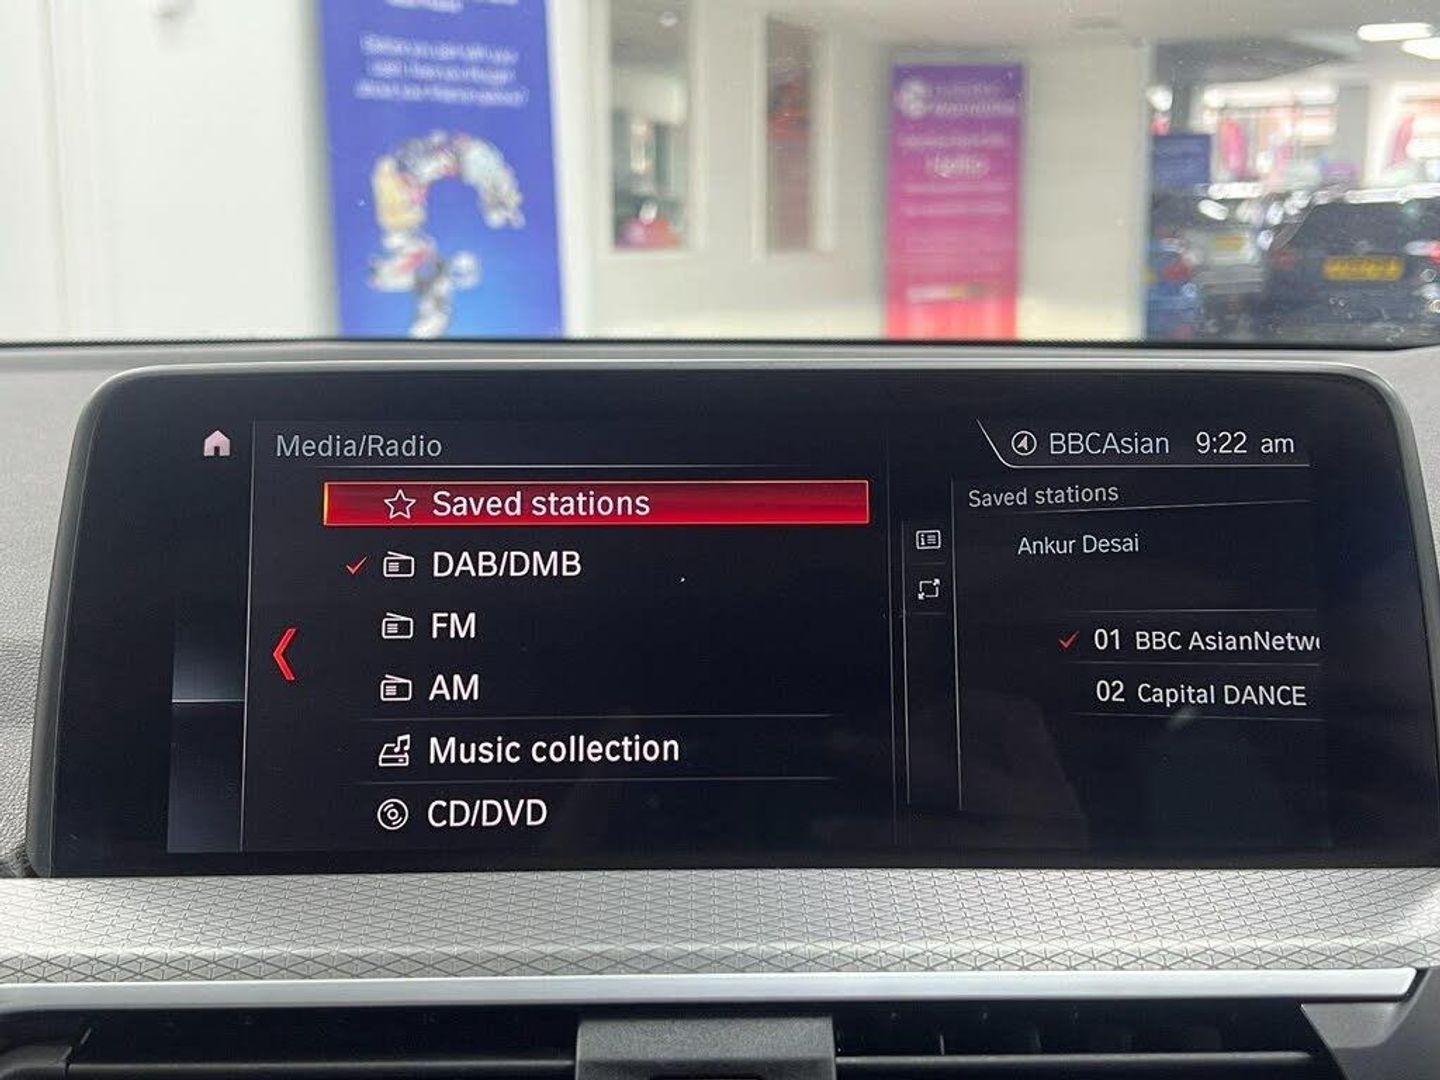 Media/Radio
BBCAsian 9:22 am
Saved stations
DAB/DMB
FM
AM
Music collection
CD/DVD
Saved stations
Ankur Desai
01 BBC AsianNetw
02 Capital DANCE